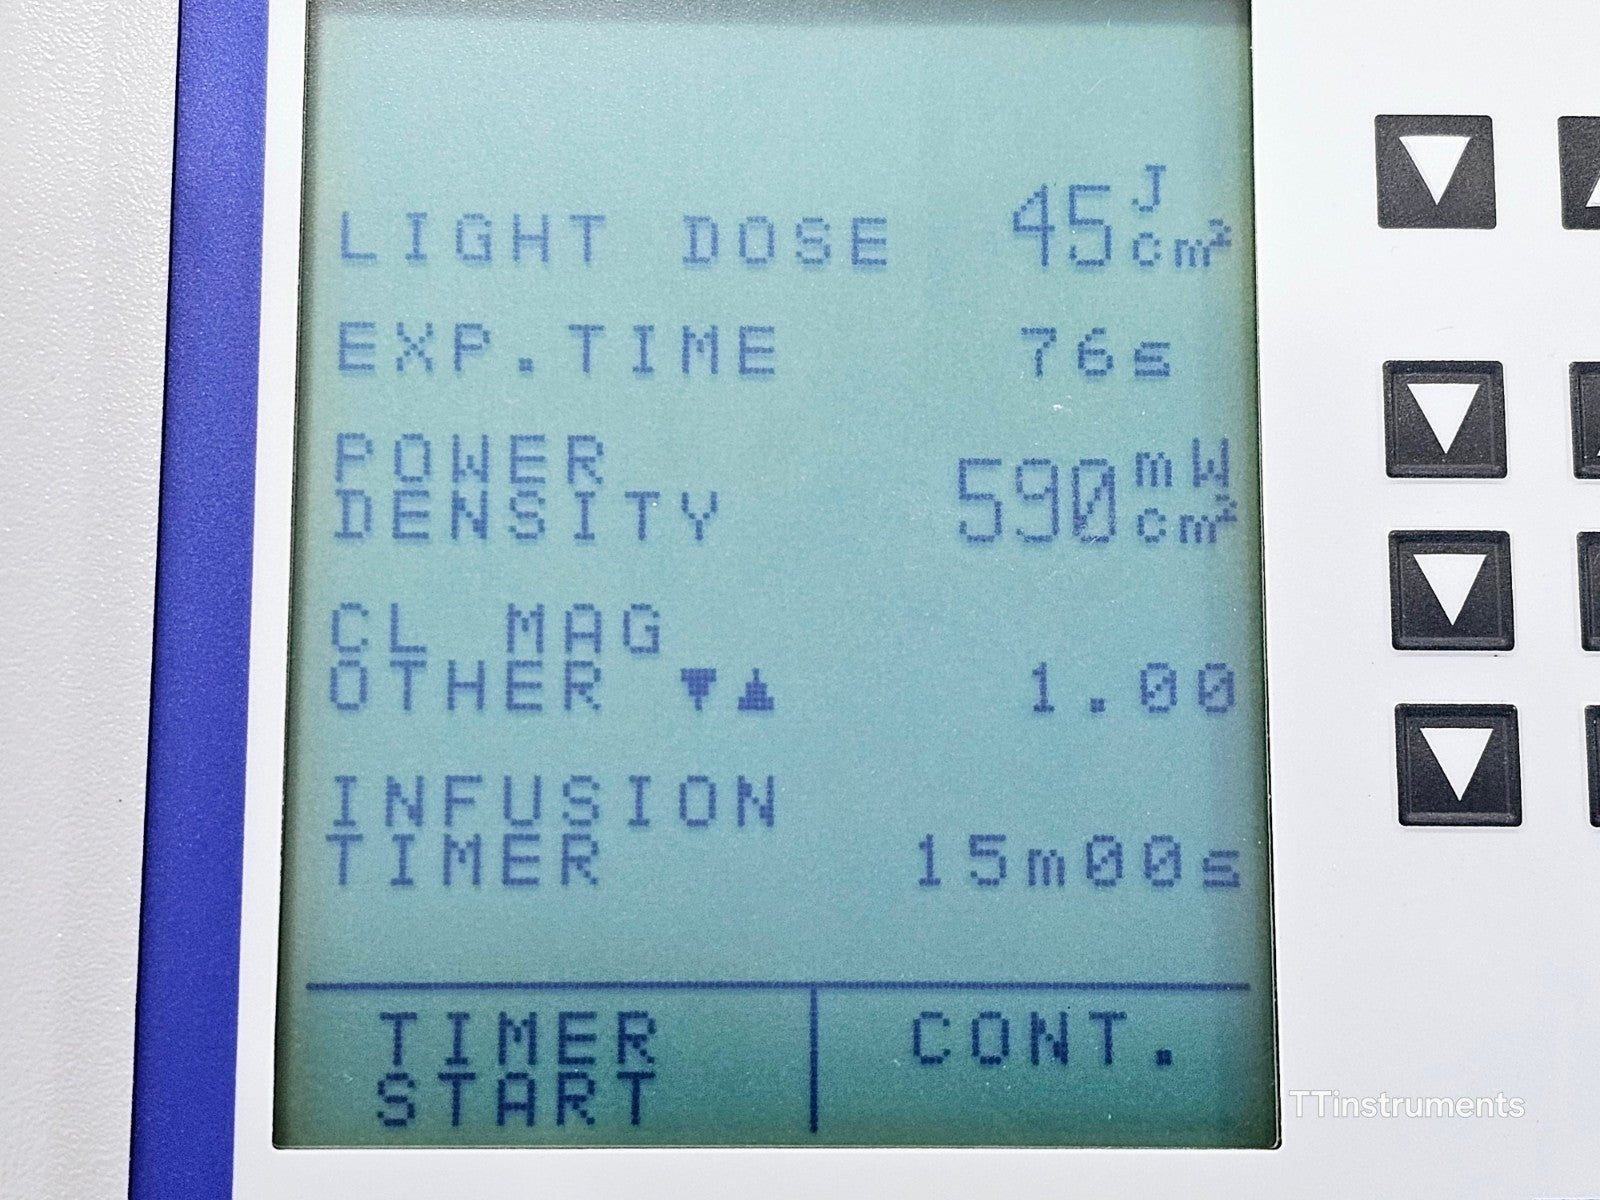 LIGHT DOSE 45 J
cm²
EXP.TIME 76s
POWER
DENSITY 590 mW
cm²
CL MAG
OTHER ▼▲ 1.00
INFUSION
TIMER 15m00s
TIMER
START
CONT.
TTinstruments